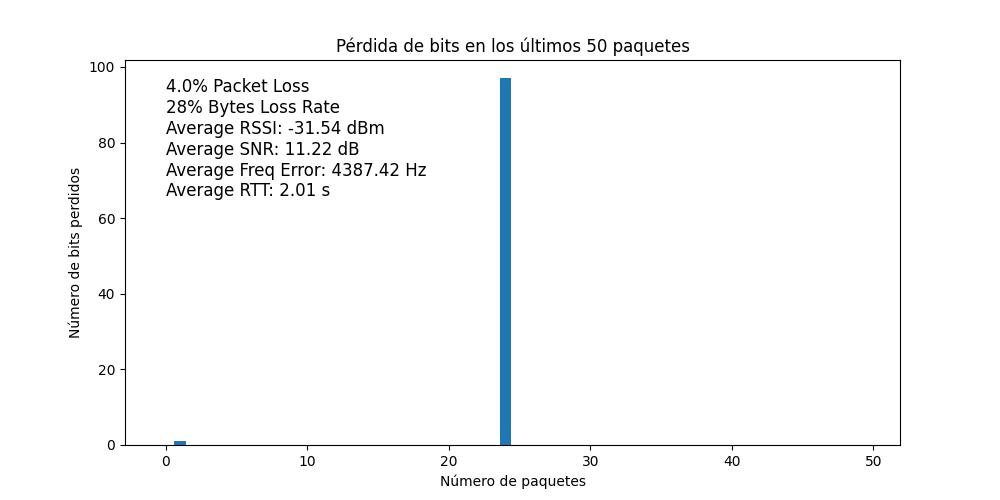 Pérdida de bits en los últimos 50 paquetes
4.0% Packet Loss
28% Bytes Loss Rate
Average RSSI: -31.54 dBm
Average SNR: 11.22 dB
Average Freq Error: 4387.42 Hz
Average RTT: 2.01 s
Número de bits perdidos
100
80
60
40
20
0
0 10 20 30 40 50
Número de paquetes